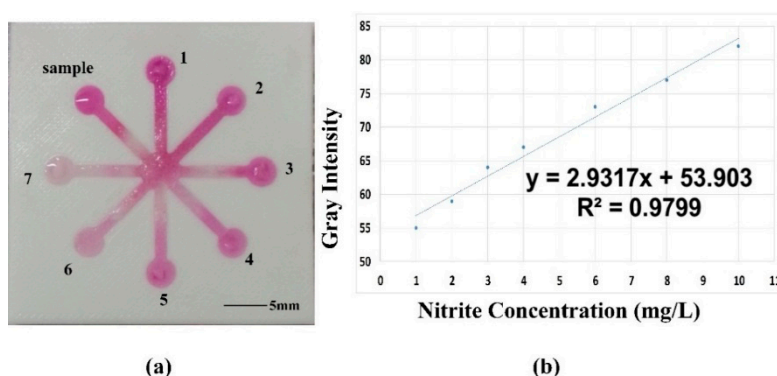 sample
1
2
3
4
5
6
7
5mm
(a)
(b)
Gray Intensity
85
80
75
70
65
60
55
50
y = 2.9317x + 53.903
R² = 0.9799
0 1 2 3 4 5 6 7 8 9 10 11
Nitrite Concentration (mg/L)